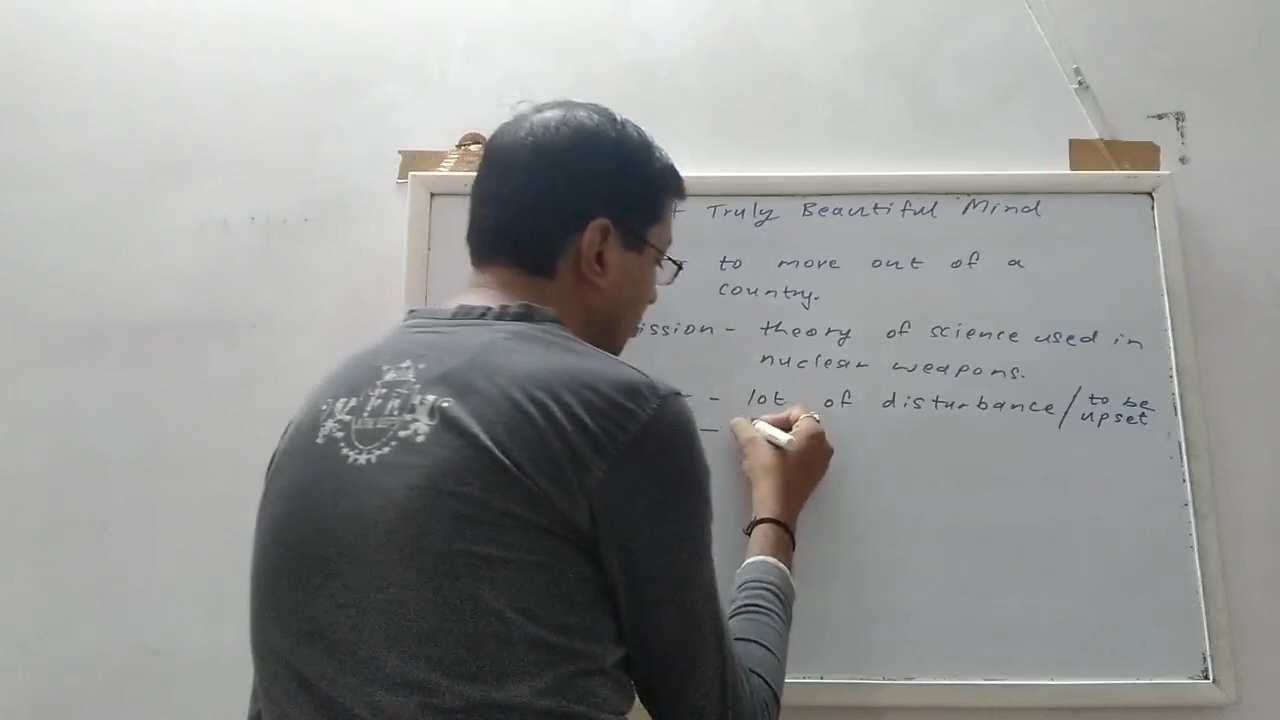 Truly Beautiful Mind
to move out of a
country.
ission - theory of science used in
nuclear weapons.
- lot of disturbance / to be
upset